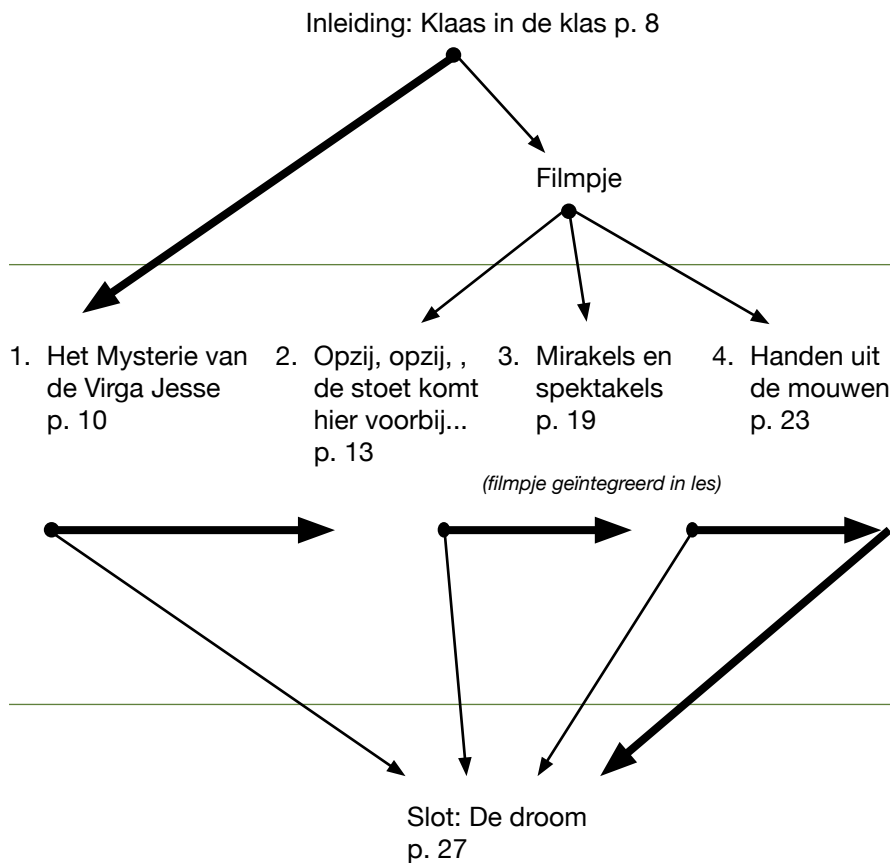 Inleiding: Klaas in de klas p. 8
Filmpje
1. Het Mysterie van
de Virga Jesse
p. 10
2. Opzij, opzij, ,
de stoet komt
hier voorbij...
p. 13
3. Mirakels en
spektakels
p. 19
4. Handen uit
de mouwen
p. 23
(filmpje geïntegreerd in les)
Slot: De droom
p. 27